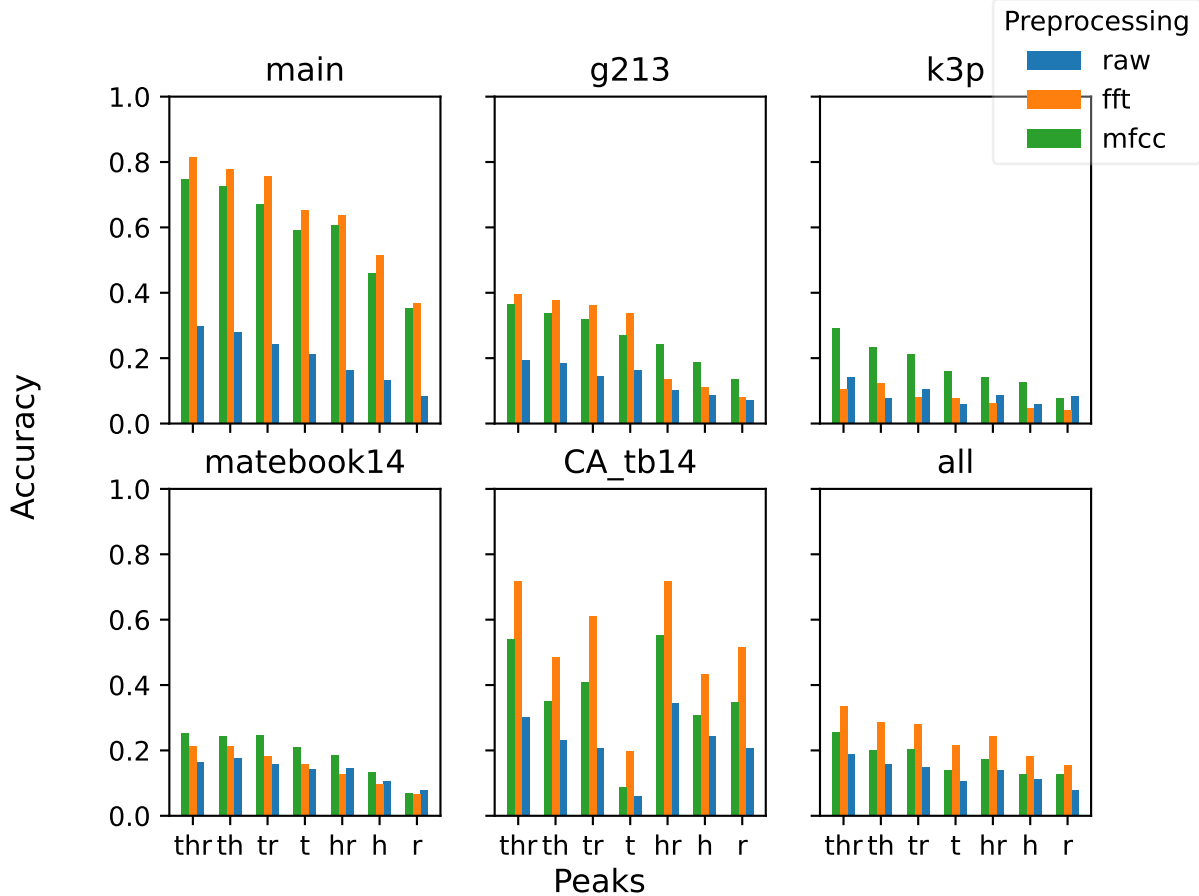 Preprocessing
raw
fft
mfcc
main
g213
k3p
1.0
0.8
0.6
0.4
0.2
0.0
Accuracy
matebook14
CA_tb14
all
1.0
0.8
0.6
0.4
0.2
0.0
thr th tr t hr h r
thr th tr t hr h r
thr th tr t hr h r
Peaks